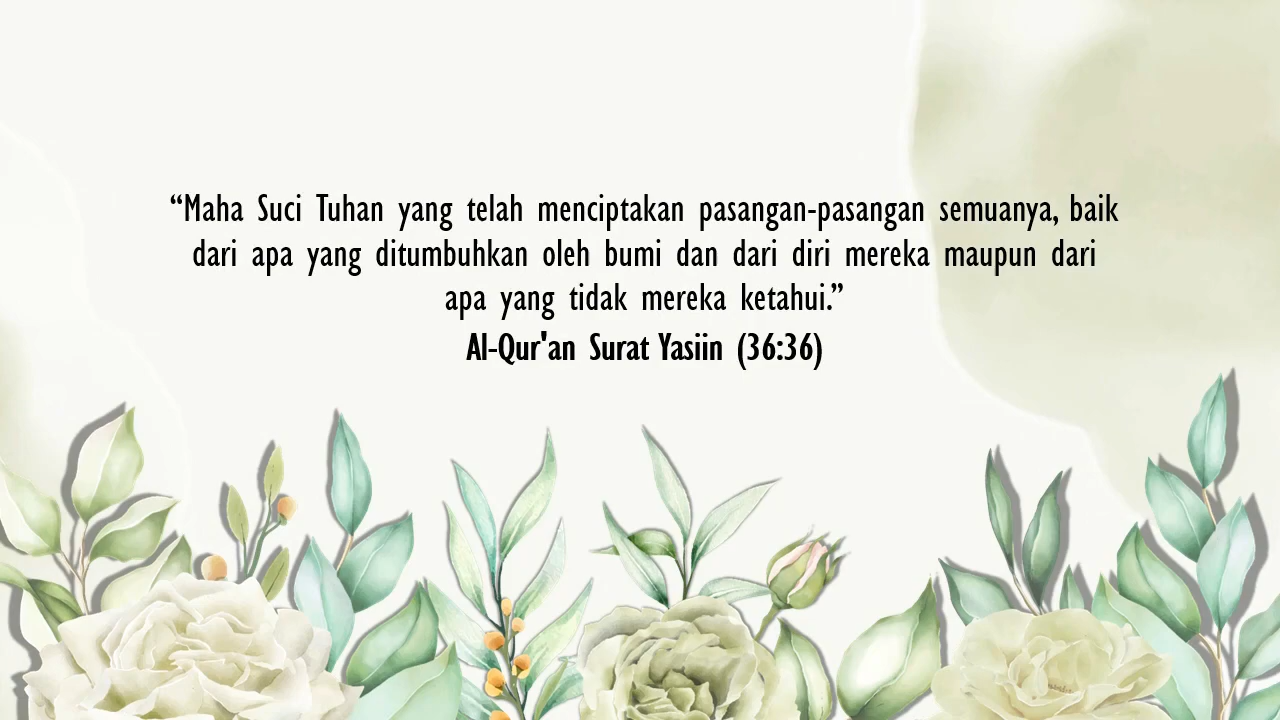 “Maha Suci Tuhan yang telah menciptakan pasangan-pasangan semuanya, baik
dari apa yang ditumbuhkan oleh bumi dan dari diri mereka maupun dari
apa yang tidak mereka ketahui.”
Al-Qur'an Surat Yasiin (36:36)